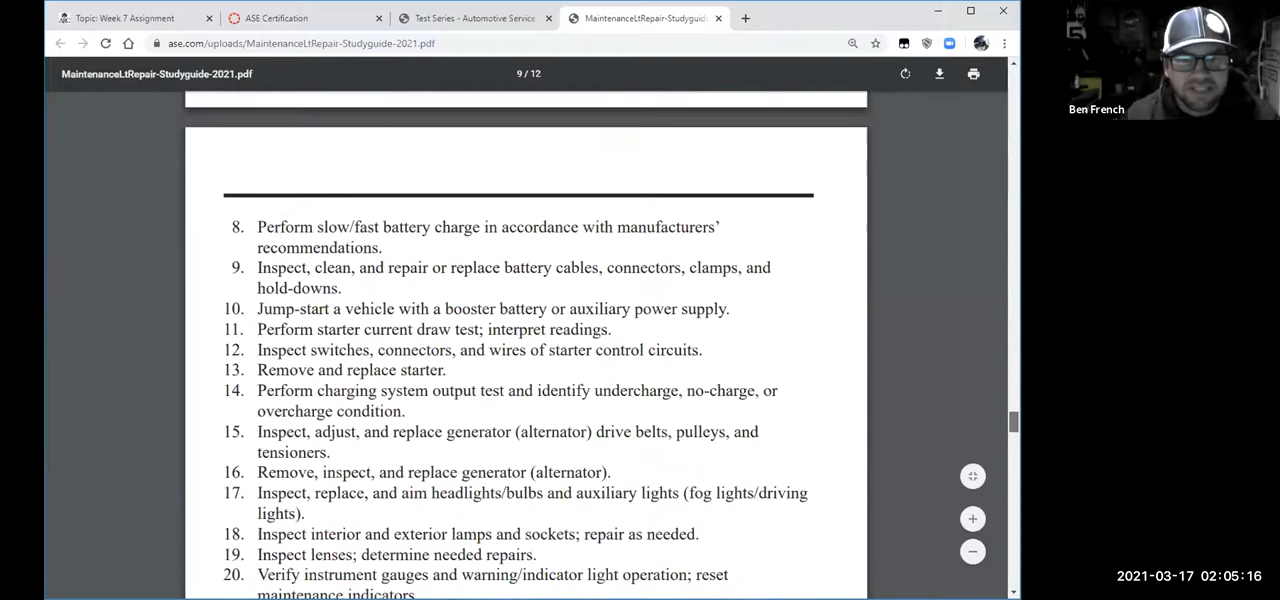 Topic: Week 7 Assignment
ASE Certification
Test Series - Automotive Service
MaintenanceLtRepair-Studyguid
ase.com/uploads/MaintenanceLtRepair-Studyguide-2021.pdf
MaintenanceLtRepair-Studyguide-2021.pdf
9 / 12
8. Perform slow/fast battery charge in accordance with manufacturers’
recommendations.
9. Inspect, clean, and repair or replace battery cables, connectors, clamps, and
hold-downs.
10. Jump-start a vehicle with a booster battery or auxiliary power supply.
11. Perform starter current draw test; interpret readings.
12. Inspect switches, connectors, and wires of starter control circuits.
13. Remove and replace starter.
14. Perform charging system output test and identify undercharge, no-charge, or
overcharge condition.
15. Inspect, adjust, and replace generator (alternator) drive belts, pulleys, and
tensioners.
16. Remove, inspect, and replace generator (alternator).
17. Inspect, replace, and aim headlights/bulbs and auxiliary lights (fog lights/driving
lights).
18. Inspect interior and exterior lamps and sockets; repair as needed.
19. Inspect lenses; determine needed repairs.
20. Verify instrument gauges and warning/indicator light operation; reset
maintenance indicators.
Ben French
2021-03-17 02:05:16